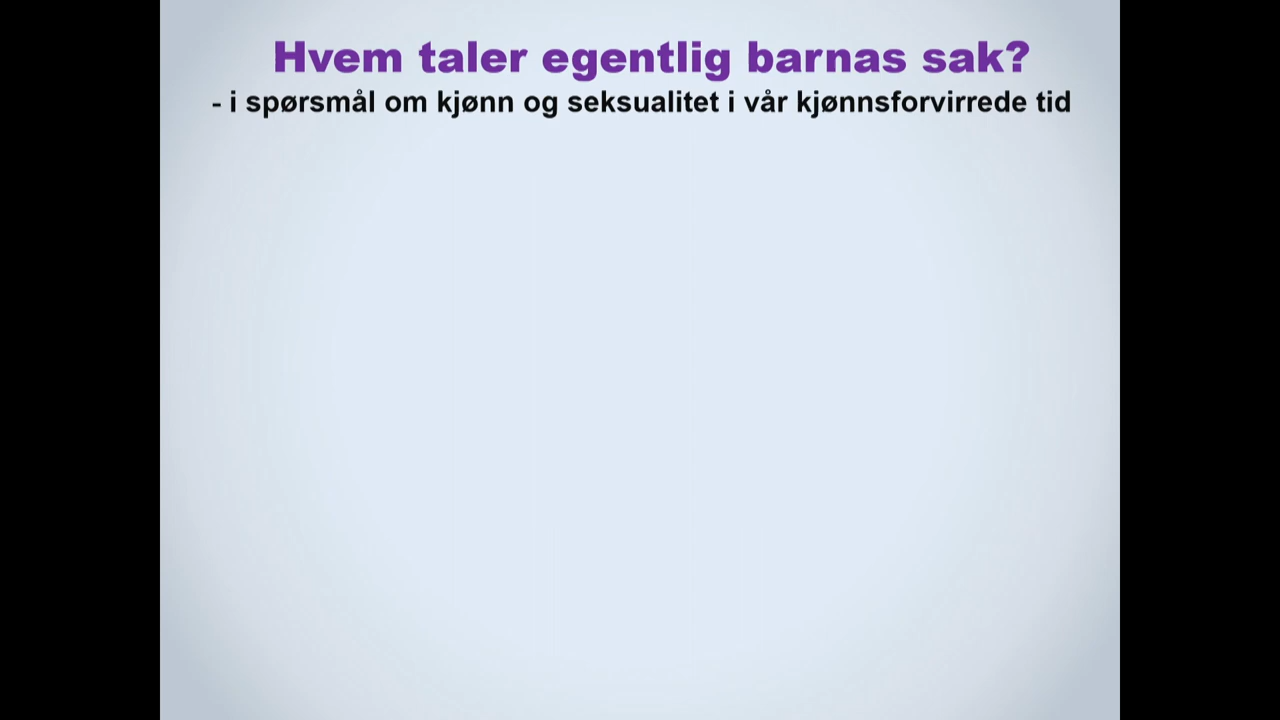 Hvem taler egentlig barnas sak?
- i spørsmål om kjønn og seksualitet i vår kjønnsforvirrede tid